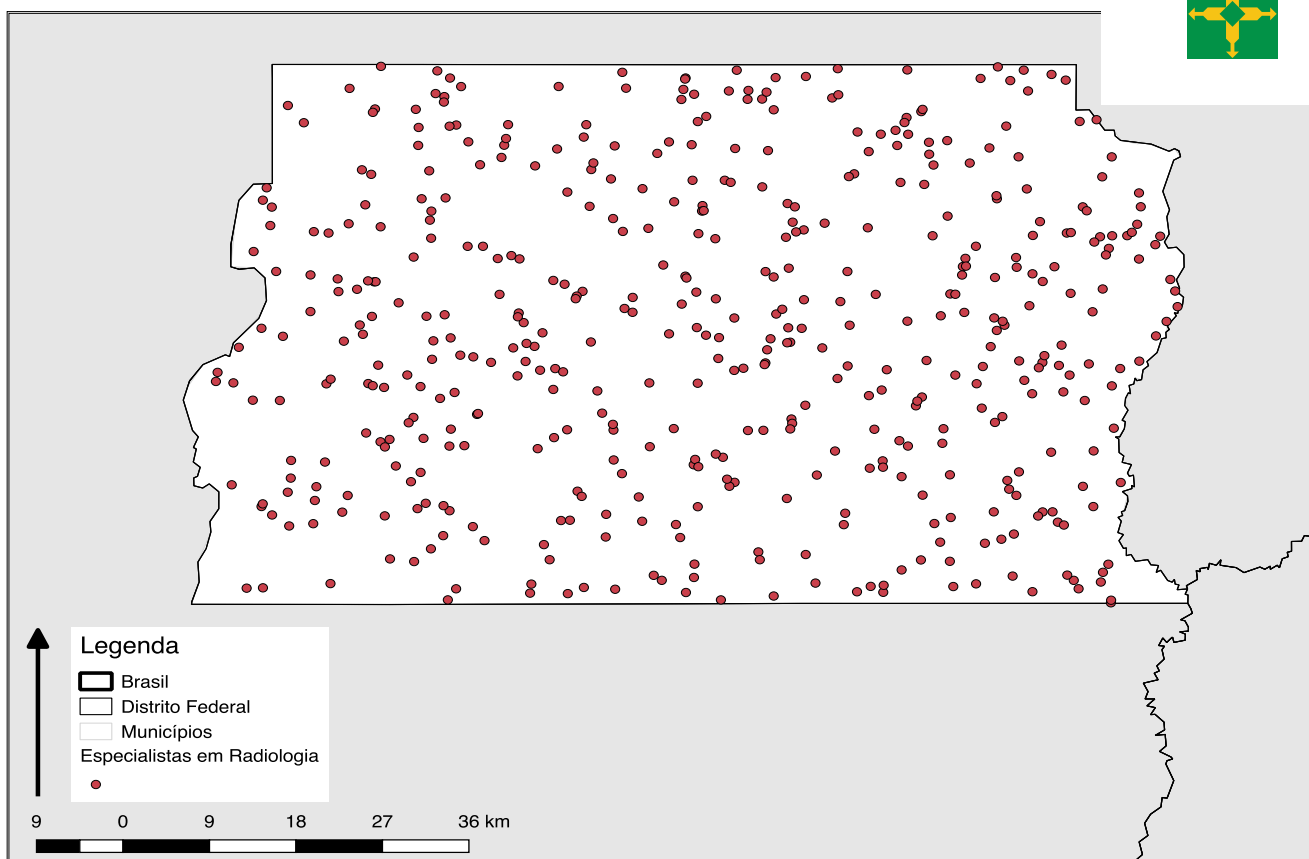 Legenda
Brasil
Distrito Federal
Municípios
Especialistas em Radiologia
9 0 9 18 27 36 km